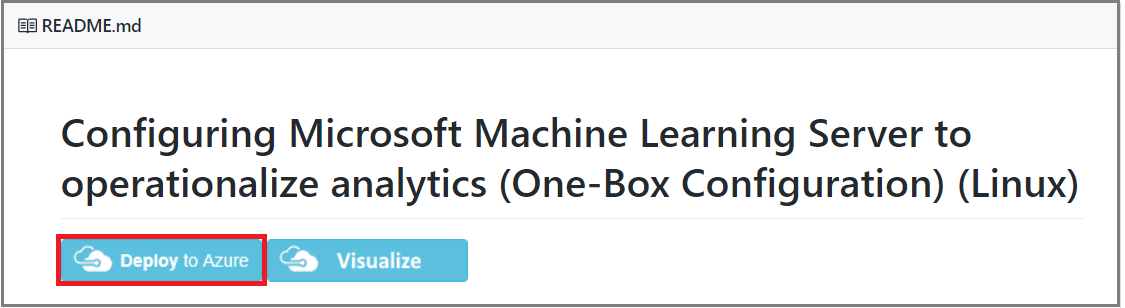 README.md
Configuring Microsoft Machine Learning Server to
operationalize analytics (One-Box Configuration) (Linux)
Deploy to Azure Visualize